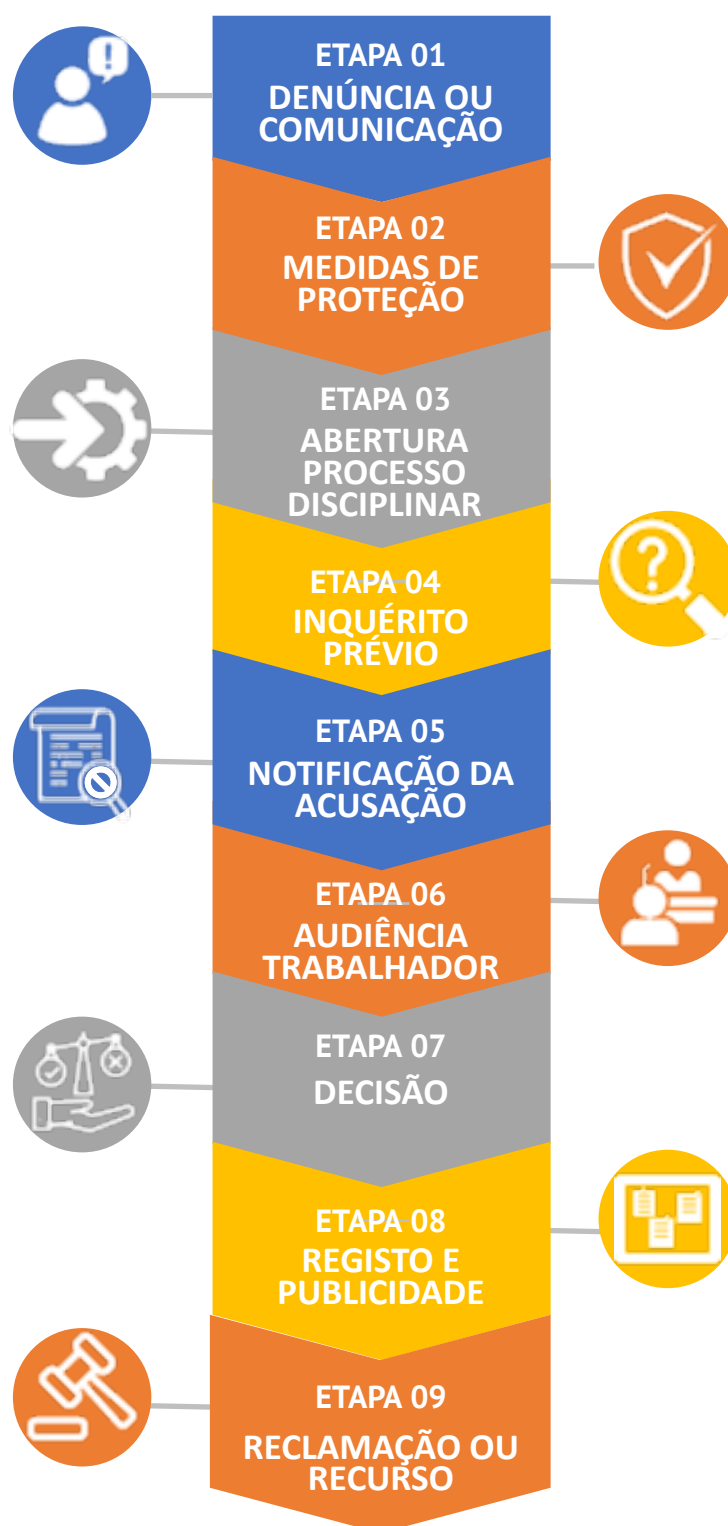 ETAPA 01
DENÚNCIA OU
COMUNICAÇÃO
ETAPA 02
MEDIDAS DE
PROTEÇÃO
ETAPA 03
ABERTURA
PROCESSO
DISCIPLINAR
ETAPA 04
INQUÉRITO
PRÉVIO
ETAPA 05
NOTIFICAÇÃO DA
ACUSAÇÃO
ETAPA 06
AUDIÊNCIA
TRABALHADOR
ETAPA 07
DECISÃO
ETAPA 08
REGISTO E
PUBLICIDADE
ETAPA 09
RECLAMAÇÃO OU
RECURSO